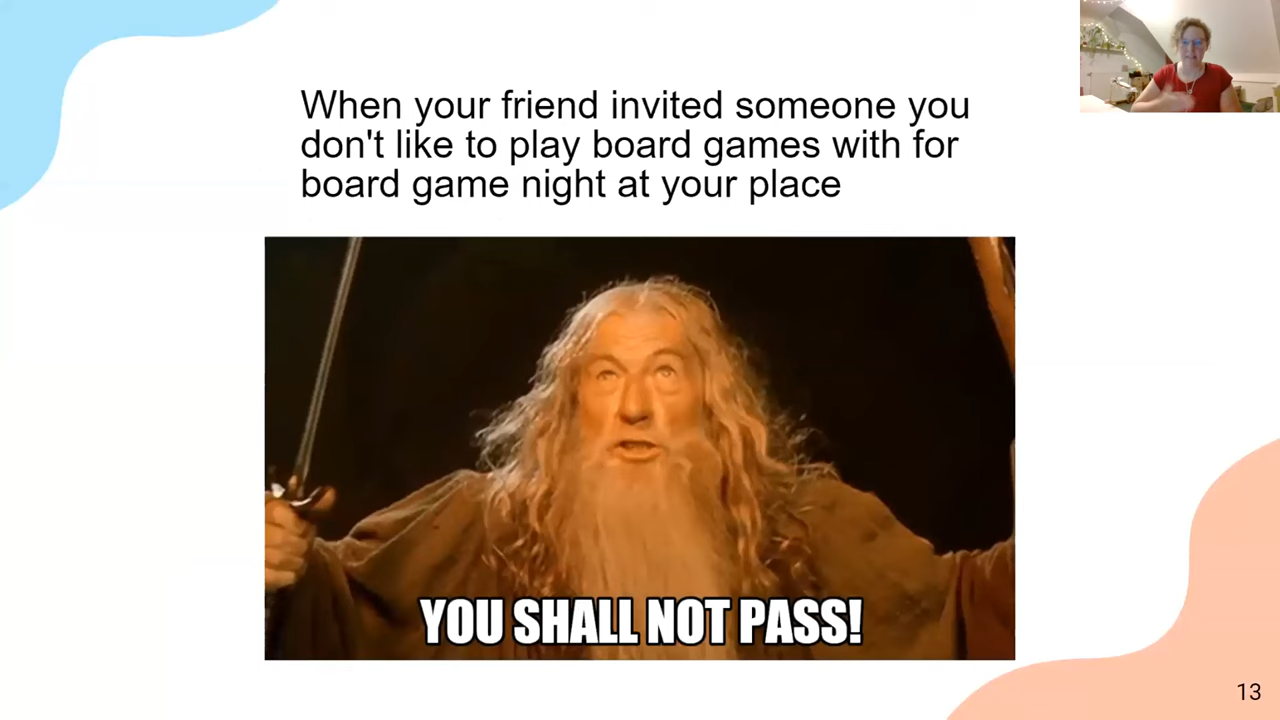 When your friend invited someone you
don't like to play board games with for
board game night at your place
YOU SHALL NOT PASS!
13